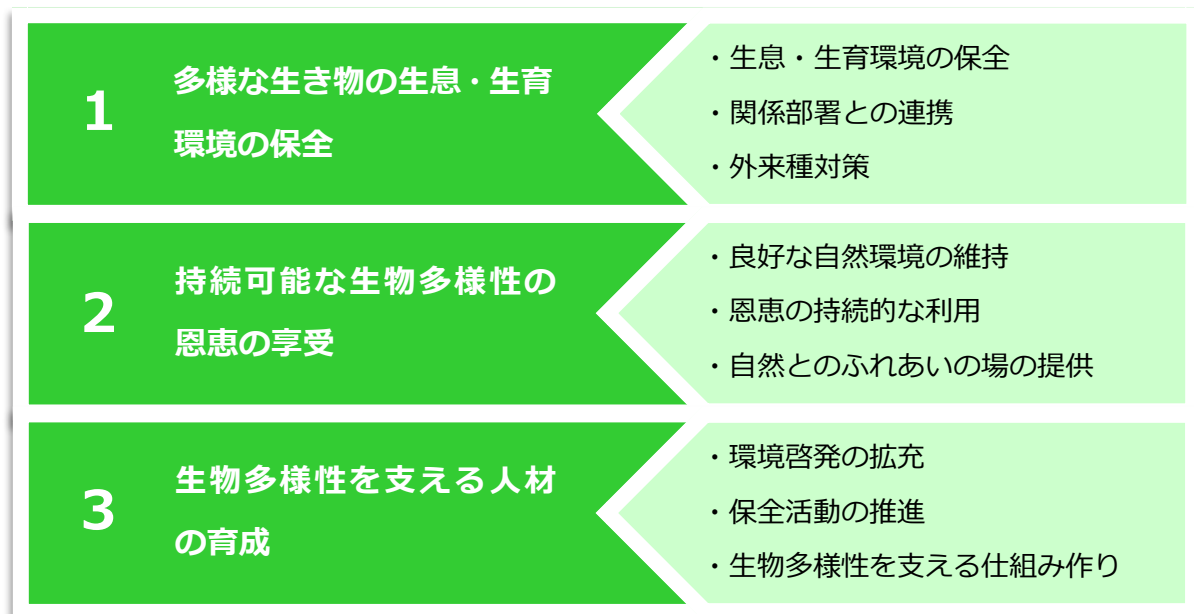 1
多様な生き物の生息・生育
環境の保全
・生息・生育環境の保全
・関係部署との連携
・外来種対策
2
持続可能な生物多様性の
恩恵の享受
・良好な自然環境の維持
・恩恵の持続的な利用
・自然とのふれあいの場の提供
3
生物多様性を支える人材
の育成
・環境啓発の拡充
・保全活動の推進
・生物多様性を支える仕組み作り